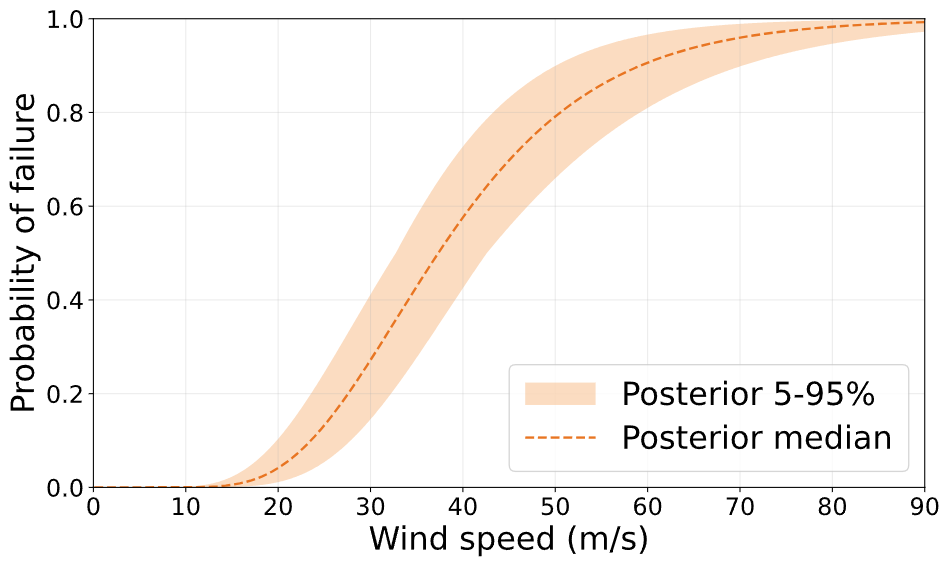 1.0
0.8
0.6
0.4
0.2
0.0
Probability of failure
Posterior 5-95%
Posterior median
0 10 20 30 40 50 60 70 80 90
Wind speed (m/s)